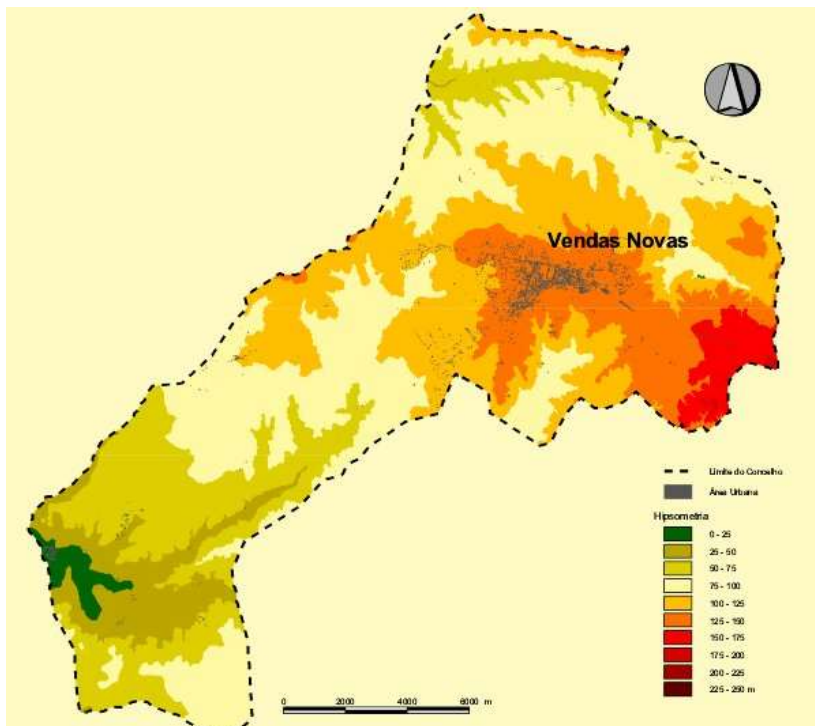 Vendas Novas
Limite do Concelho
Área Urbana
Hipsometria
0 - 25
25 - 50
50 - 75
75 - 100
100 - 125
125 - 150
150 - 175
175 - 200
200 - 225
225 - 250 m
0 2000 4000 6000 m